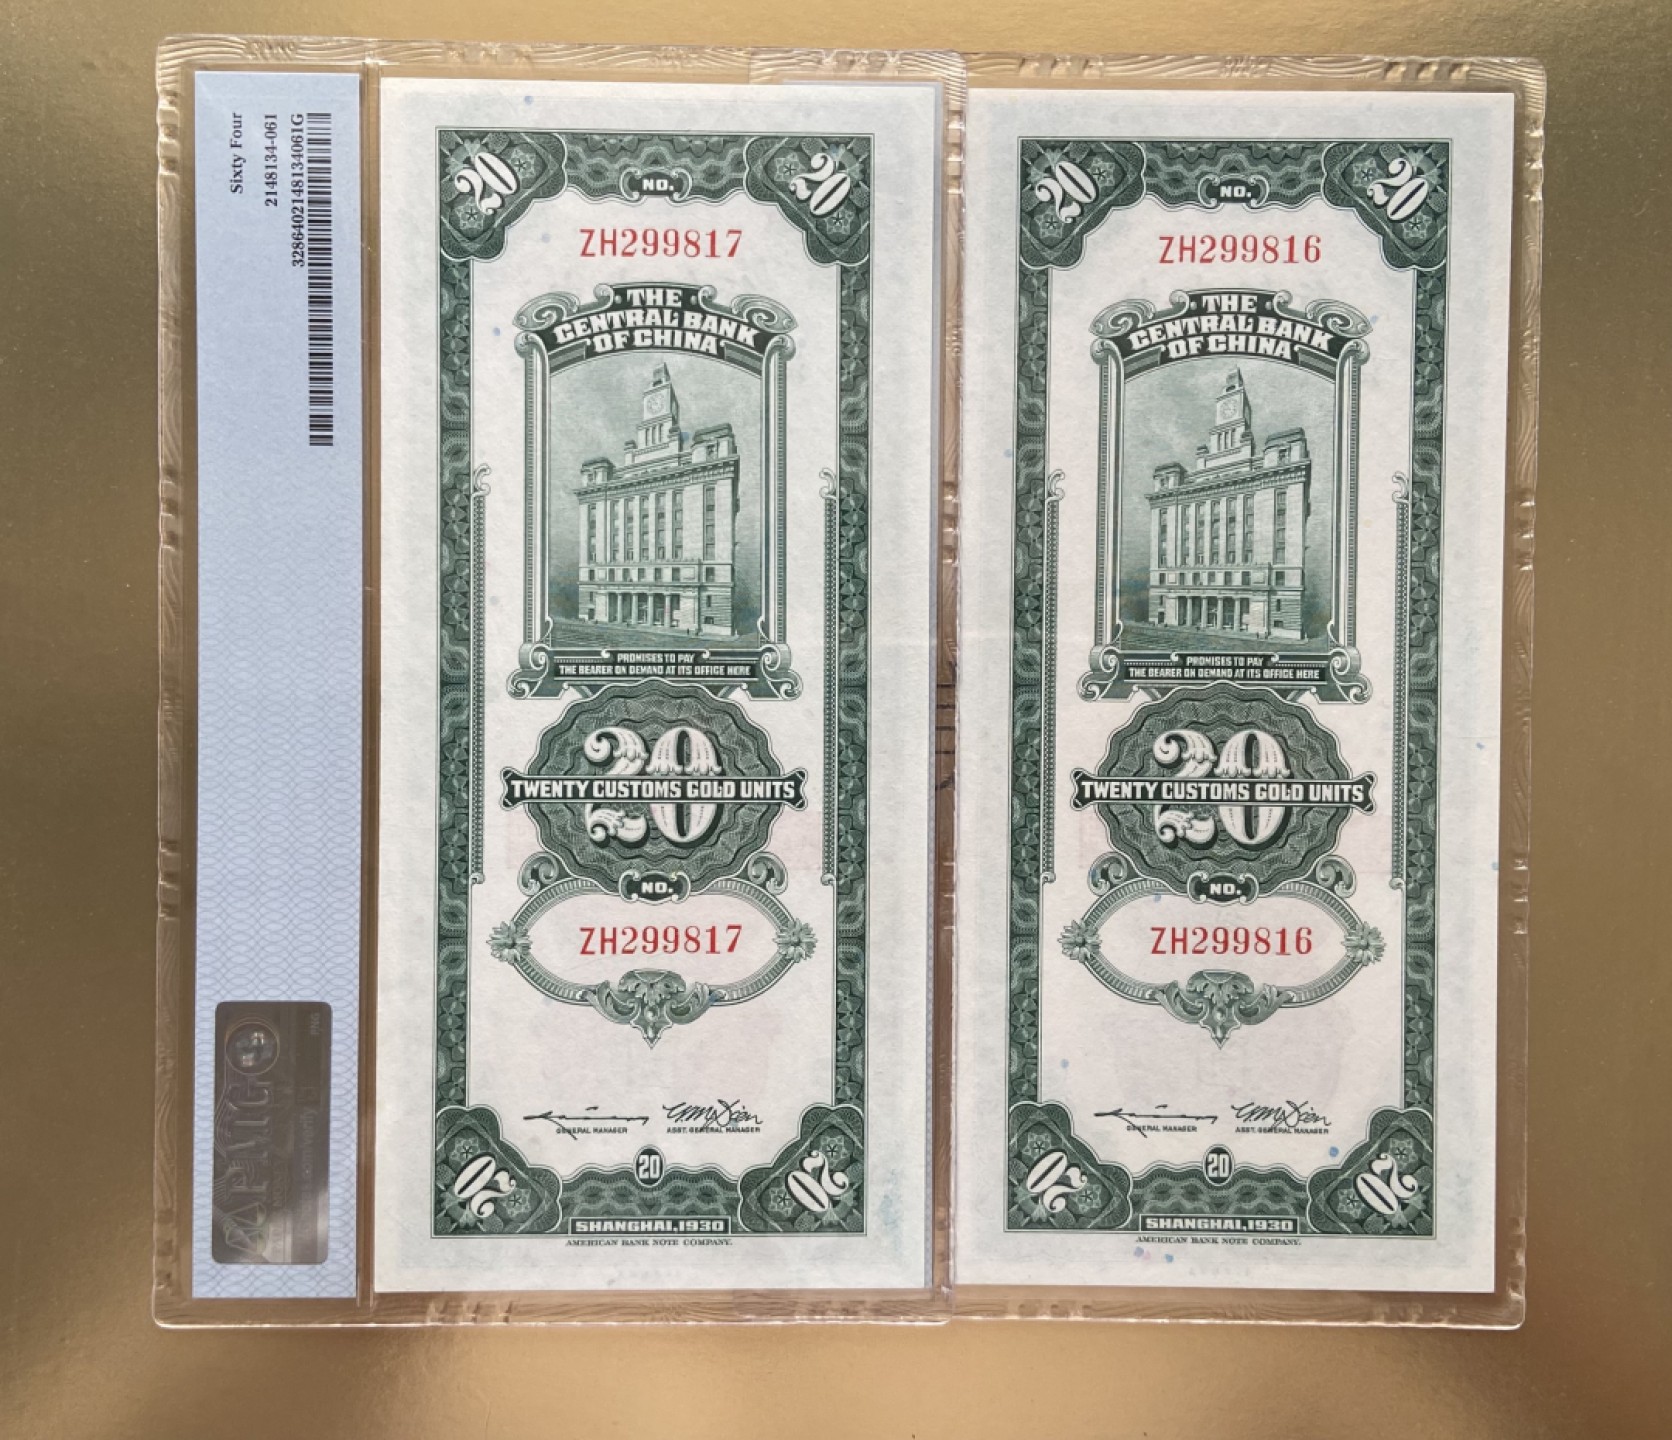 Sixty Four
2148134-061
3286402148134061G
PMG
20
NO.
20
ZH299817
THE
CENTRAL BANK
OF CHINA
PROMISES TO PAY
THE BEARER ON DEMAND AT ITS OFFICE HERE
20
TWENTY CUSTOMS GOLD UNITS
NO.
ZH299817
GENERAL MANAGER
ASST. GENERAL MANAGER
20
20
20
SHANGHAI, 1930
AMERICAN BANK NOTE COMPANY.
20
NO.
20
ZH299816
THE
CENTRAL BANK
OF CHINA
PROMISES TO PAY
THE BEARER ON DEMAND AT ITS OFFICE HERE
20
TWENTY CUSTOMS GOLD UNITS
NO.
ZH299816
GENERAL MANAGER
ASST. GENERAL MANAGER
20
20
20
SHANGHAI, 1930
AMERICAN BANK NOTE COMPANY.